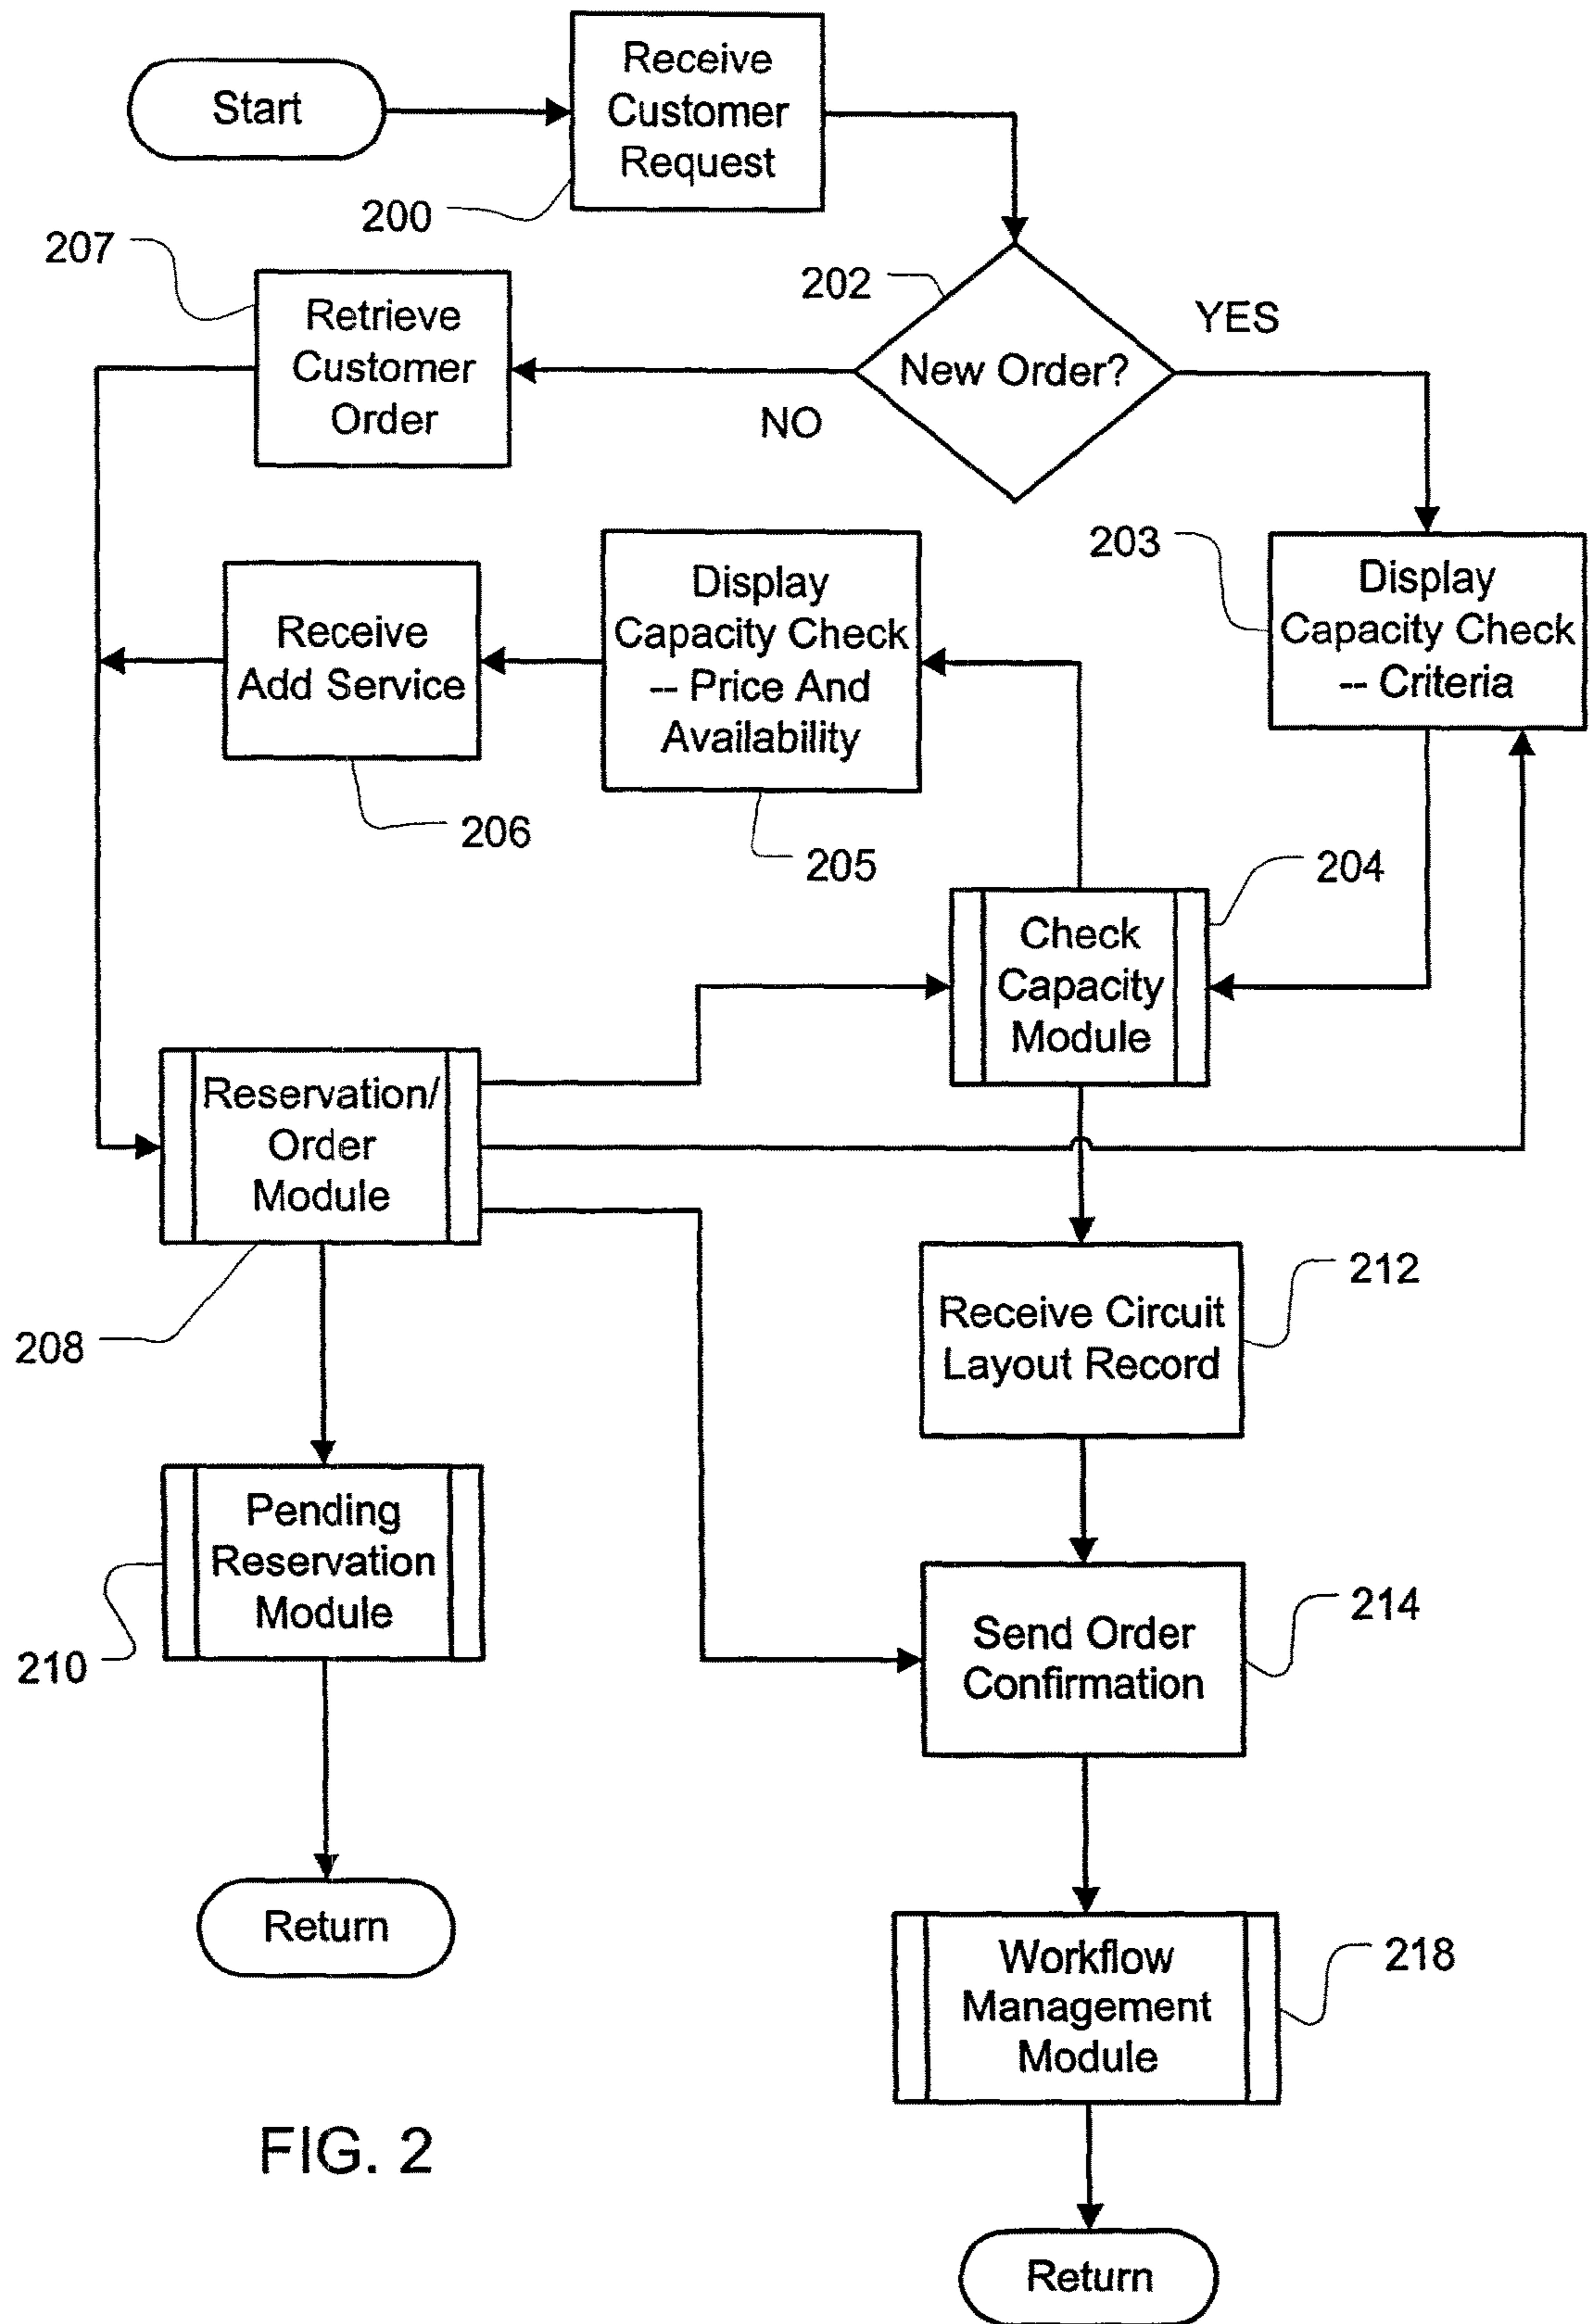 Start
Receive
Customer
Request
200
207
202
Retrieve
Customer
Order
New Order?
YES
NO
203
Display
Capacity Check
-- Criteria
Display
Capacity Check
-- Price And
Availability
Receive
Add Service
206
205
204
Check
Capacity
Module
Reservation/
Order
Module
208
212
Receive Circuit
Layout Record
Pending
Reservation
Module
210
214
Send Order
Confirmation
Return
218
Workflow
Management
Module
FIG. 2
Return